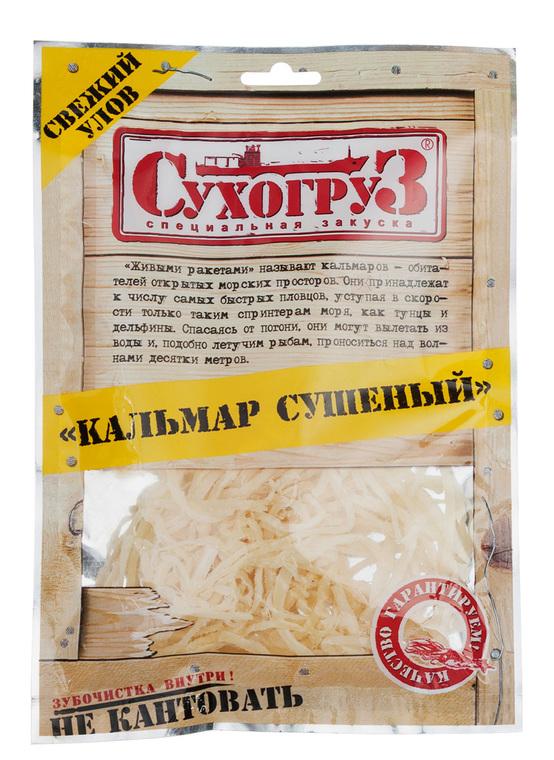 СВЕЖИЙ
УЛОВ
СУХОГРУЗ®
специальная закуска
«Живыми ракетами» называют кальмаров – обита-
телей открытых морских просторов. Они принадлежат
к числу самых быстрых пловцов, уступая в скоро-
сти только таким спринтерам моря, как тунцы и
дельфины. Спасаясь от погони, они могут вылетать из
воды и, подобно летучим рыбам, проноситься над вол-
нами десятки метров.
«КАЛЬМАР СУШЕНЫЙ»
КАЧЕСТВО ГАРАНТИРУЕМ
ЗУБОЧИСТКА ВНУТРИ!
НЕ КАНТОВАТЬ